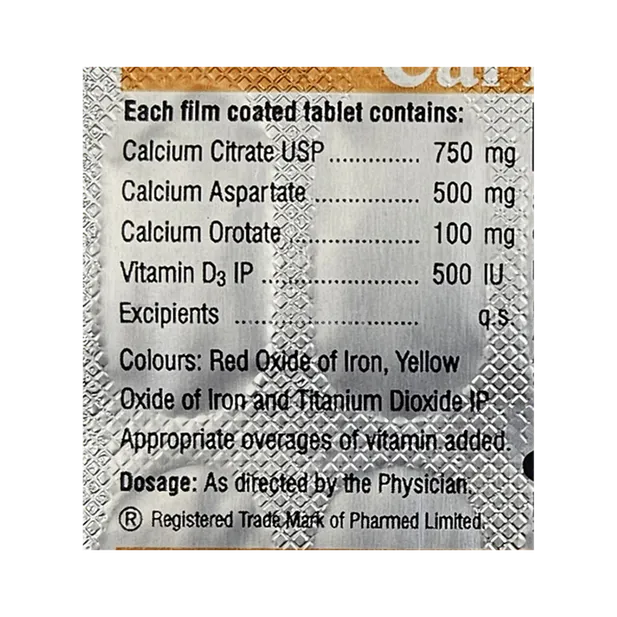 Each film coated tablet contains:
Calcium Citrate USP.............. 750 mg
Calcium Aspartate ................ 500 mg
Calcium Orotate.................... 100 mg
Vitamin D3 IP ........................ 500 IU
Excipients ............................ q.s.
Colours: Red Oxide of Iron, Yellow
Oxide of Iron and Titanium Dioxide IP
Appropriate overages of vitamin added.
Dosage: As directed by the Physician.
® Registered Trade Mark of Pharmed Limited.